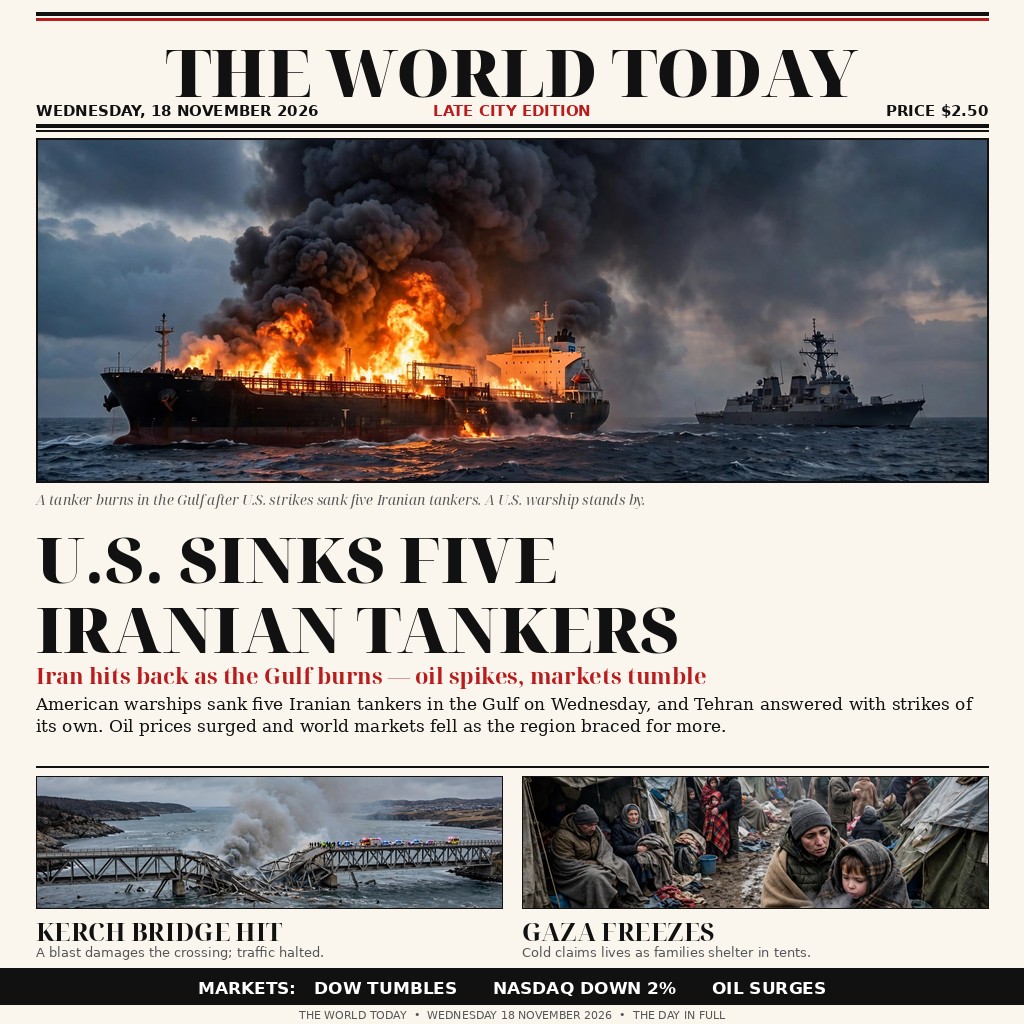 THE WORLD TODAY
WEDNESDAY, 18 NOVEMBER 2026 LATE CITY EDITION PRICE $2.50
A tanker burns in the Gulf after U.S. strikes sank five Iranian tankers. A U.S. warship stands by.
U.S. SINKS FIVE
IRANIAN TANKERS
Iran hits back as the Gulf burns — oil spikes, markets tumble
American warships sank five Iranian tankers in the Gulf on Wednesday, and Tehran answered with strikes of
its own. Oil prices surged and world markets fell as the region braced for more.
KERCH BRIDGE HIT
A blast damages the crossing; traffic halted.
GAZA FREEZES
Cold claims lives as families shelter in tents.
MARKETS: DOW TUMBLES NASDAQ DOWN 2% OIL SURGES
THE WORLD TODAY • WEDNESDAY 18 NOVEMBER 2026 • THE DAY IN FULL